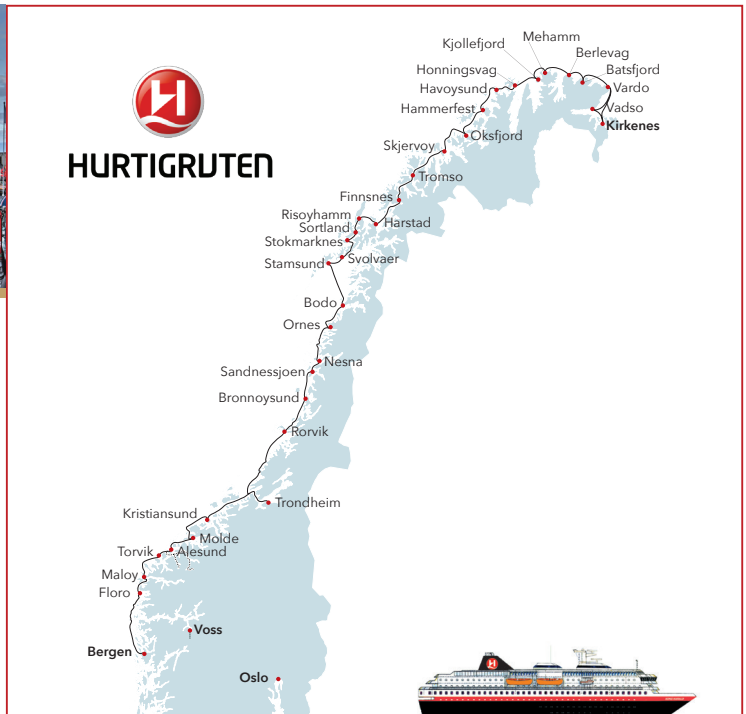 Mehamm
Kjollefjord
Berlevag
Honningsvag
Batsfjord
Havoysund
Vardo
Hammerfest
Vadso
Kirkenes
Oksfjord
Skjervoy
HURTIGRUTEN
Tromso
Finnsnes
Risoyhamm
Harstad
Sortland
Stokmarknes
Svolvaer
Stamsund
Bodo
Ornes
Nesna
Sandnessjoen
Bronnoysund
Rorvik
Trondheim
Kristiansund
Molde
Torvik
Alesund
Maloy
Floro
Voss
Bergen
Oslo